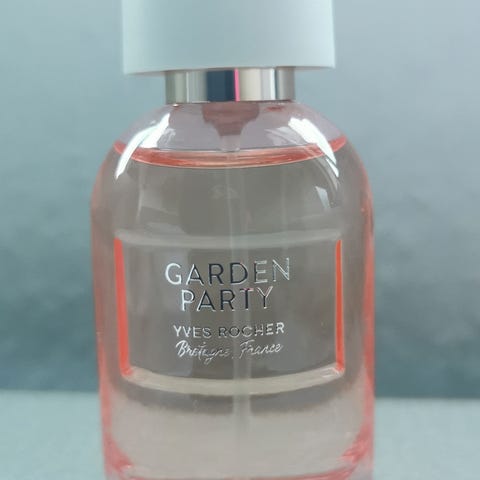 GARDEN
PARTY
YVES ROCHER
Bretagne, France